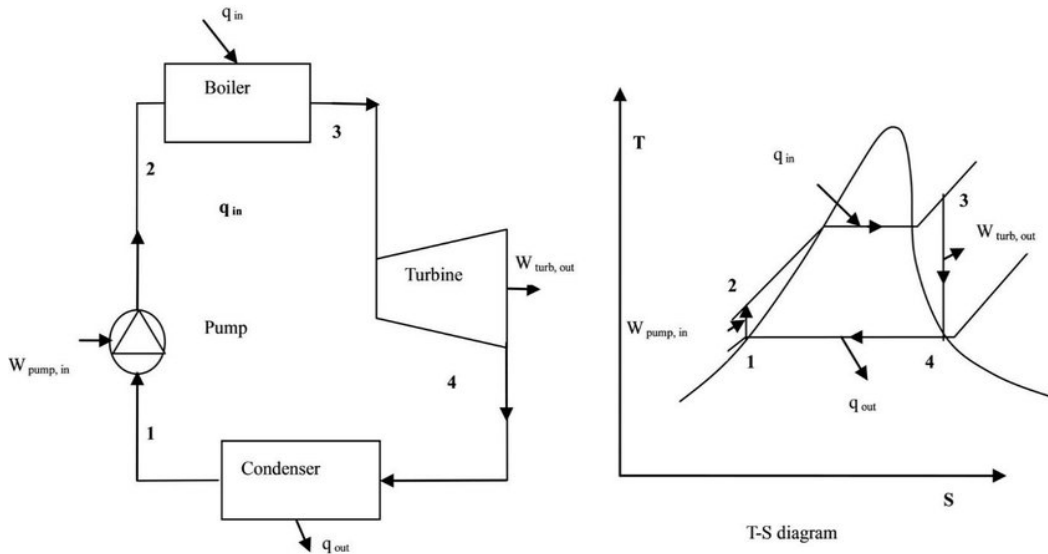 q in
Boiler
3
2
q in
Turbine
W turb, out
Pump
W pump, in
4
1
Condenser
q out
T
q in
3
W turb, out
2
W pump, in
1
4
q out
S
T-S diagram